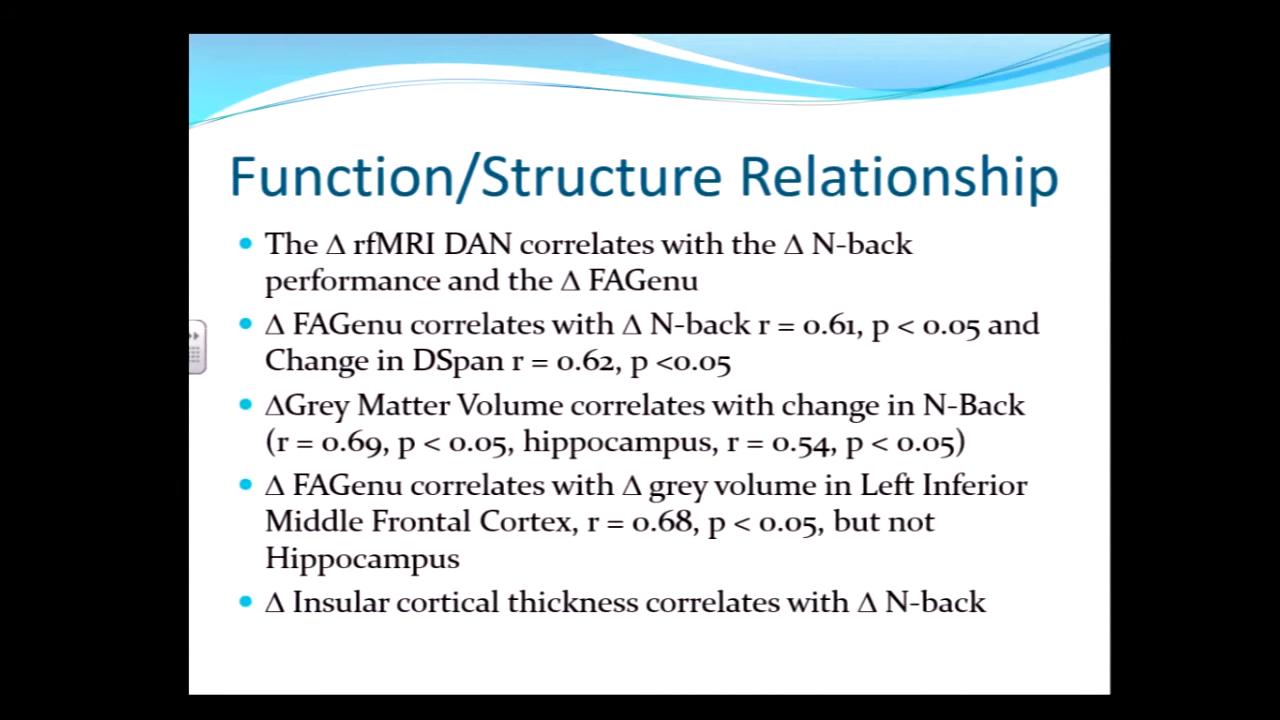 Function/Structure Relationship
• The Δ rfMRI DAN correlates with the Δ N-back
performance and the Δ FAGenu
• Δ FAGenu correlates with Δ N-back r = 0.61, p < 0.05 and
Change in DSpan r = 0.62, p <0.05
• ΔGrey Matter Volume correlates with change in N-Back
(r = 0.69, p < 0.05, hippocampus, r = 0.54, p < 0.05)
• Δ FAGenu correlates with Δ grey volume in Left Inferior
Middle Frontal Cortex, r = 0.68, p < 0.05, but not
Hippocampus
• Δ Insular cortical thickness correlates with Δ N-back